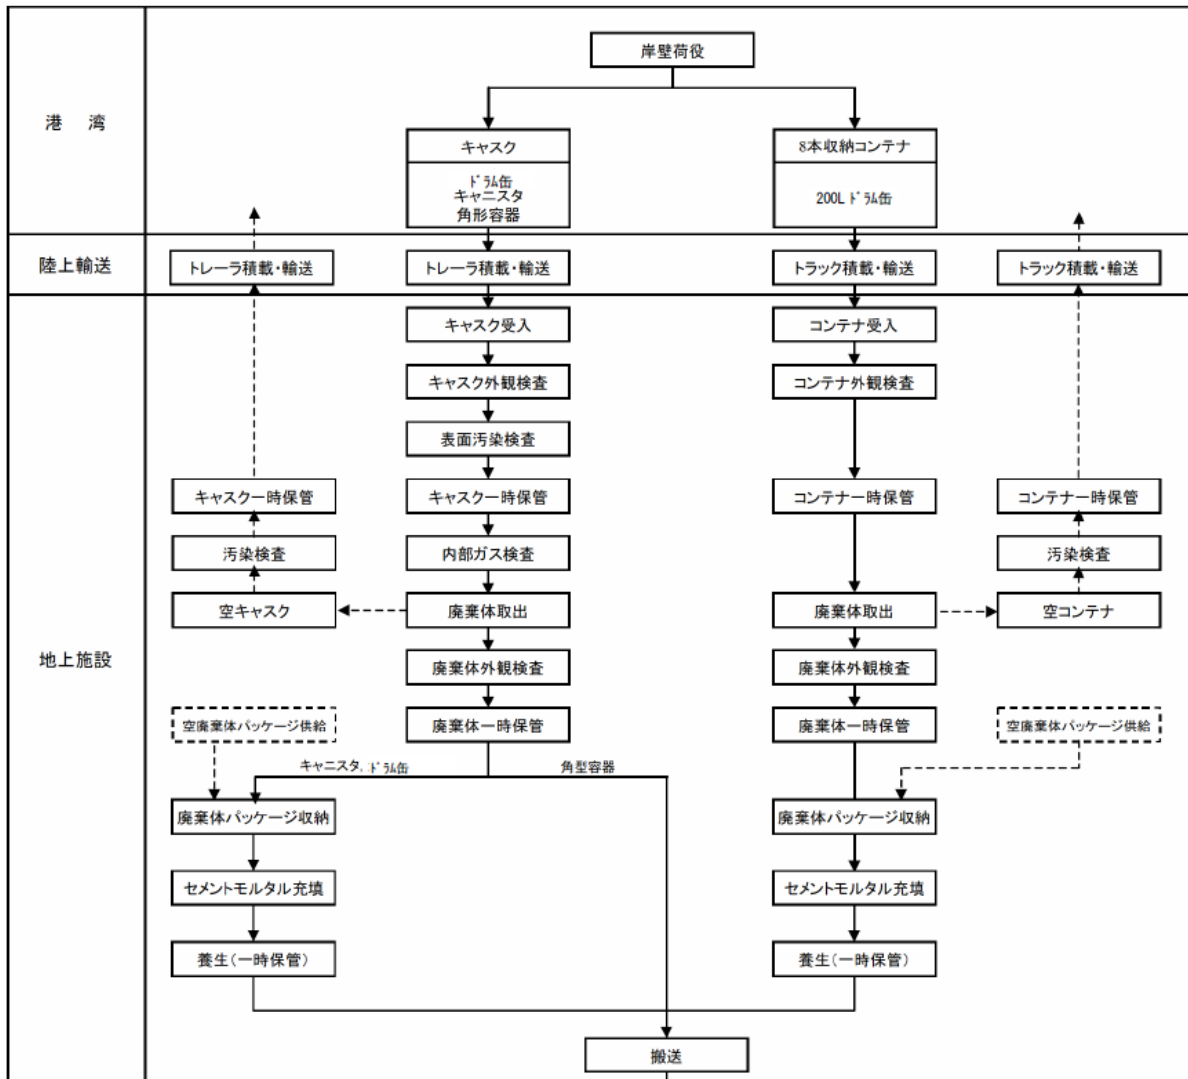 港 湾
岸壁荷役
キャスク
ドラム缶
キャニスタ
角形容器
8本収納コンテナ
200L ドラム缶
陸上輸送
トレーラ積載・輸送
トレーラ積載・輸送
トラック積載・輸送
トラック積載・輸送
地上施設
キャスク受入
コンテナ受入
キャスク外観検査
コンテナ外観検査
表面汚染検査
キャスク一時保管
キャスク一時保管
コンテナ一時保管
コンテナ一時保管
汚染検査
内部ガス検査
汚染検査
空キャスク
廃棄体取出
廃棄体取出
空コンテナ
廃棄体外観検査
廃棄体外観検査
空廃棄体パッケージ供給
廃棄体一時保管
廃棄体一時保管
空廃棄体パッケージ供給
キャニスタ、ドラム缶
角型容器
廃棄体パッケージ収納
廃棄体パッケージ収納
セメントモルタル充填
セメントモルタル充填
養生(一時保管)
養生(一時保管)
搬送